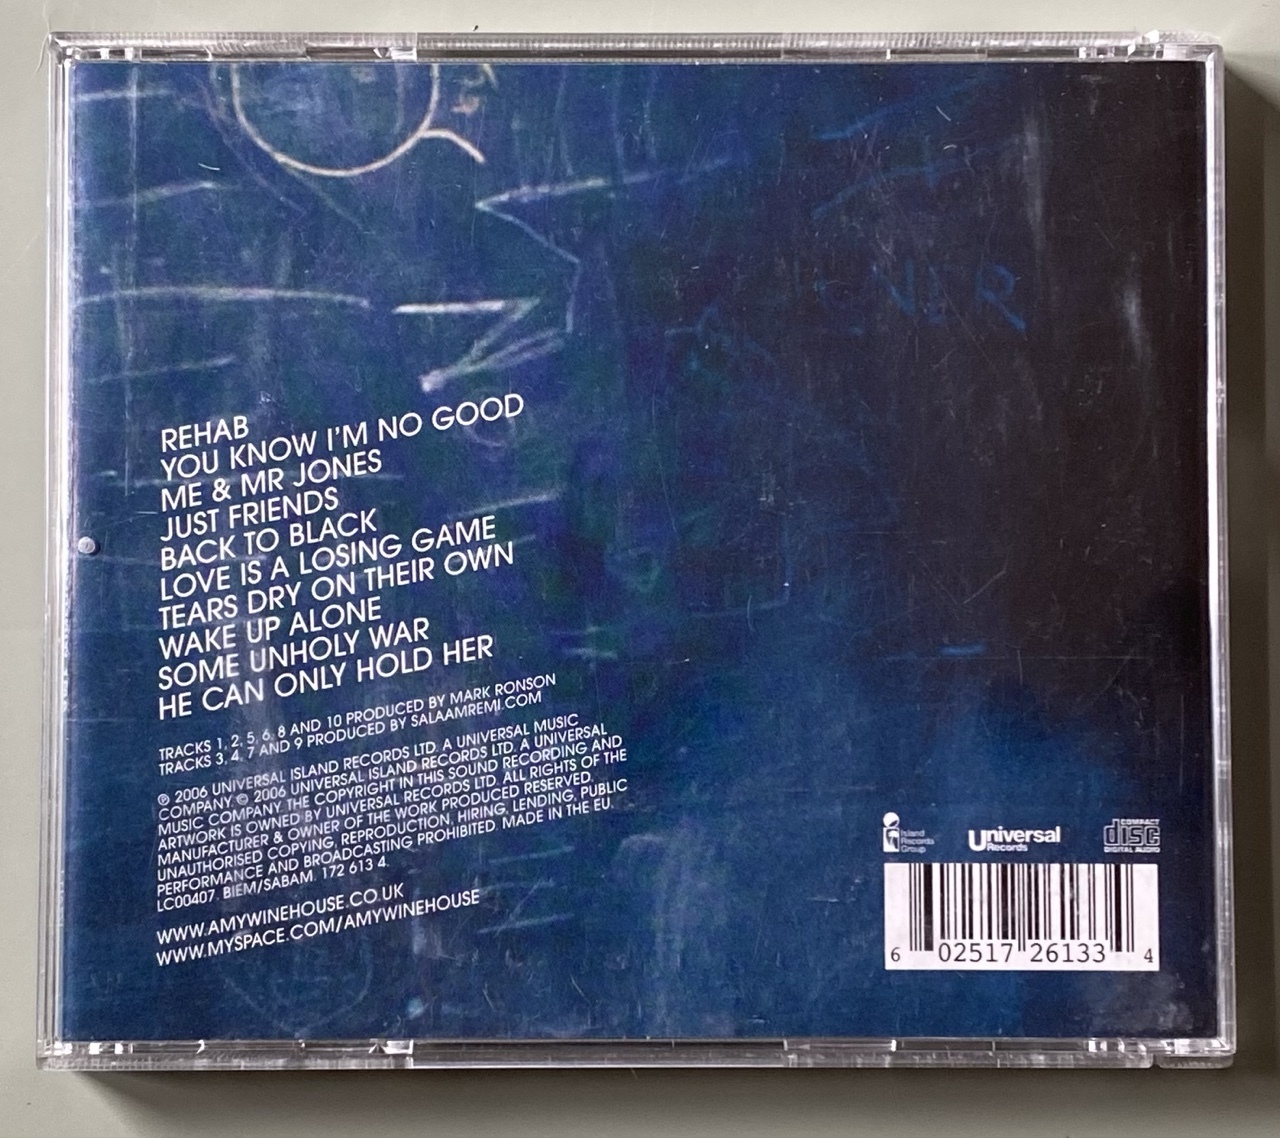 REHAB
YOU KNOW I'M NO GOOD
ME & MR JONES
JUST FRIENDS
BACK TO BLACK
LOVE IS A LOSING GAME
TEARS DRY ON THEIR OWN
WAKE UP ALONE
SOME UNHOLY WAR
HE CAN ONLY HOLD HER
TRACKS 1, 2, 5, 6, 8 AND 10 PRODUCED BY MARK RONSON
TRACKS 3, 4, 7 AND 9 PRODUCED BY SALAAMREMI.COM
℗ 2006 UNIVERSAL ISLAND RECORDS LTD. A UNIVERSAL MUSIC
COMPANY. © 2006 UNIVERSAL ISLAND RECORDS LTD. A UNIVERSAL
MUSIC COMPANY. THE COPYRIGHT IN THIS SOUND RECORDING AND
ARTWORK IS OWNED BY UNIVERSAL RECORDS LTD. ALL RIGHTS OF THE
MANUFACTURER & OWNER OF THE WORK PRODUCED RESERVED.
UNAUTHORISED COPYING, REPRODUCTION, HIRING, LENDING, PUBLIC
PERFORMANCE AND BROADCASTING PROHIBITED. MADE IN THE EU.
LC00407. BIEM/SABAM. 172 613 4.
WWW.AMYWINEHOUSE.CO.UK
WWW.MYSPACE.COM/AMYWINEHOUSE
Island
Records
Group
Universal
Records
COMPACT
disc
DIGITAL AUDIO
6 02517 26133 4